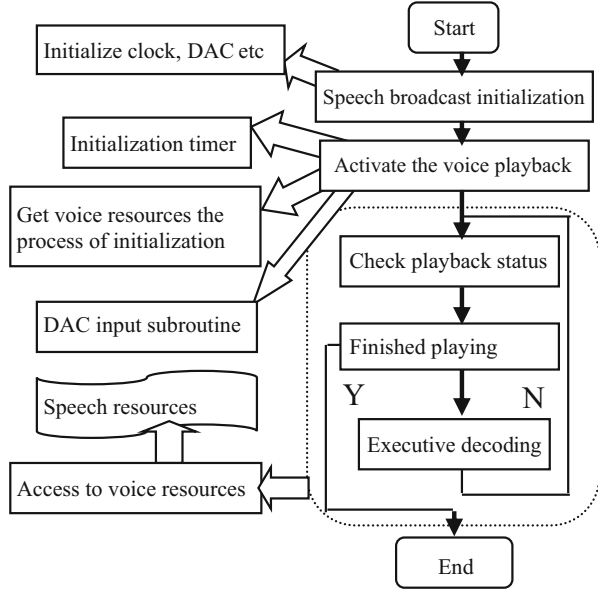 Start
Initialize clock, DAC etc
Speech broadcast initialization
Initialization timer
Activate the voice playback
Get voice resources the
process of initialization
Check playback status
DAC input subroutine
Finished playing
Speech resources
Y
N
Executive decoding
Access to voice resources
End